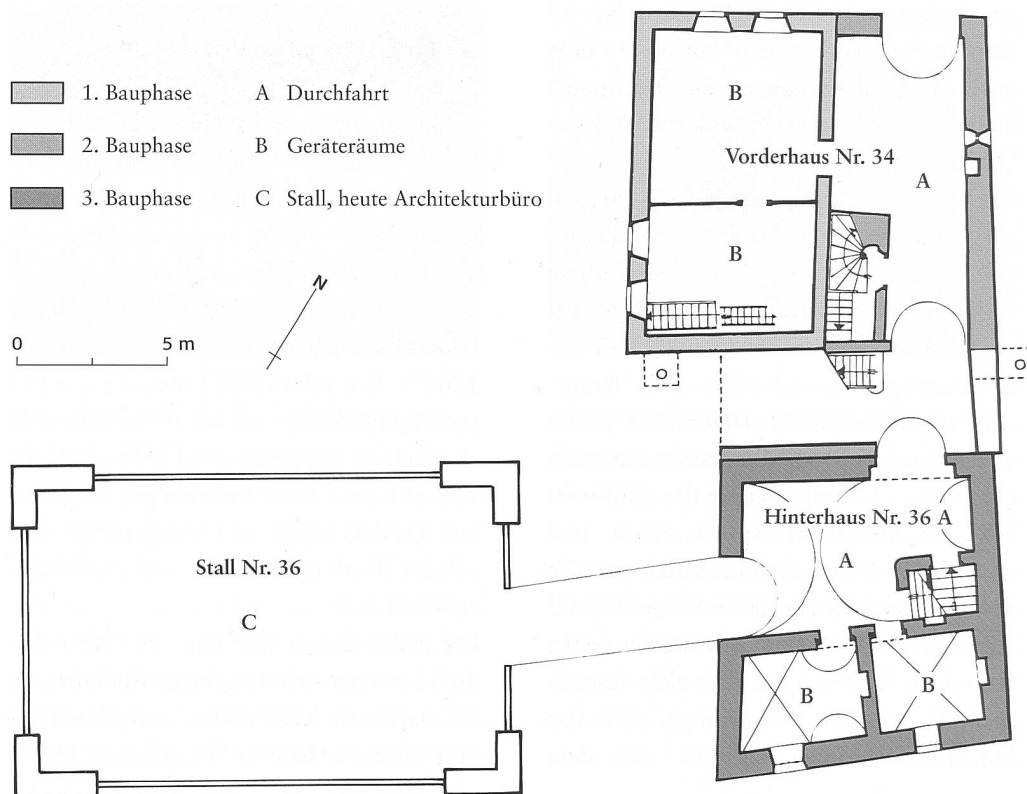 1. Bauphase A Durchfahrt
2. Bauphase B Geräteräume
3. Bauphase C Stall, heute Architekturbüro
N
0 5 m
B
Vorderhaus Nr. 34
A
B
Hinterhaus Nr. 36 A
A
Stall Nr. 36
C
B
B